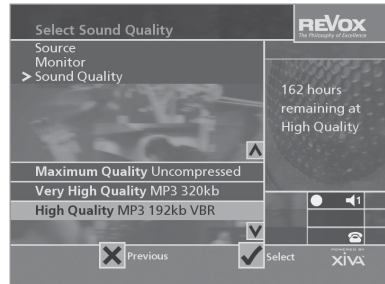 Select Sound Quality
REVOX
The Philosophy of Excellence
Source
Monitor
> Sound Quality
162 hours
remaining at
High Quality
Maximum Quality Uncompressed
Very High Quality MP3 320kb
High Quality MP3 192kb VBR
1
Previous
Select
POWERED BY
XiVA